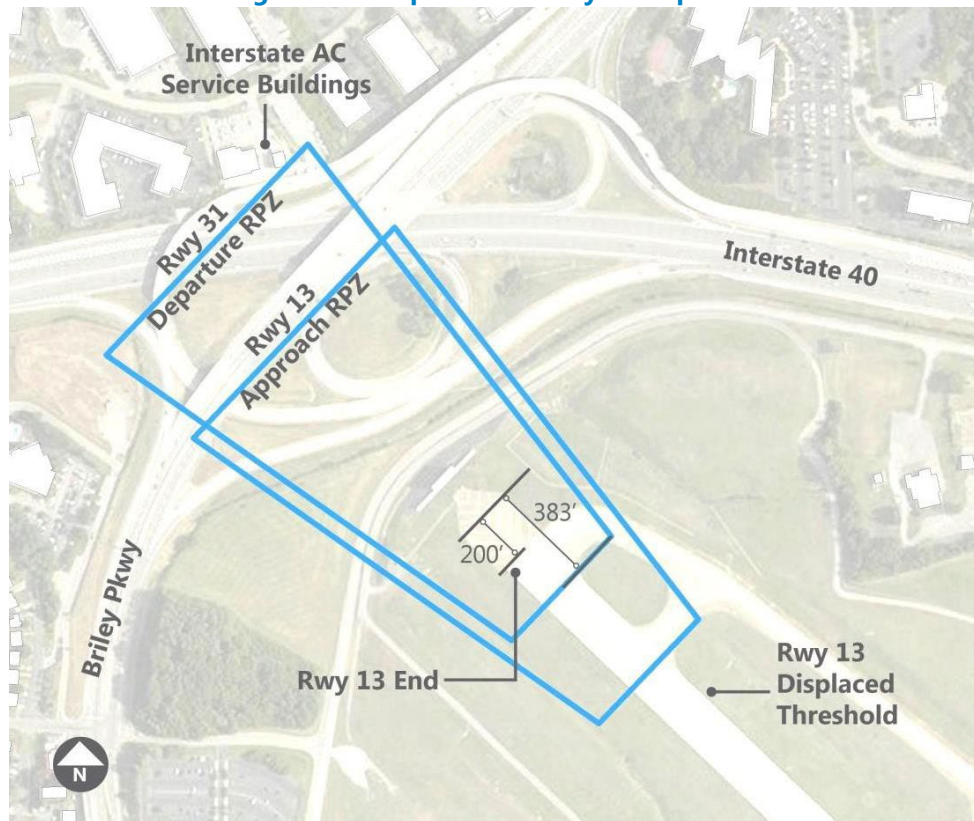 Interstate AC
Service Buildings
Rwy 31
Departure RPZ
Rwy 13
Approach RPZ
Interstate 40
383'
200'
Briley Pkwy
Rwy 13 End
Rwy 13
Displaced
Threshold
N